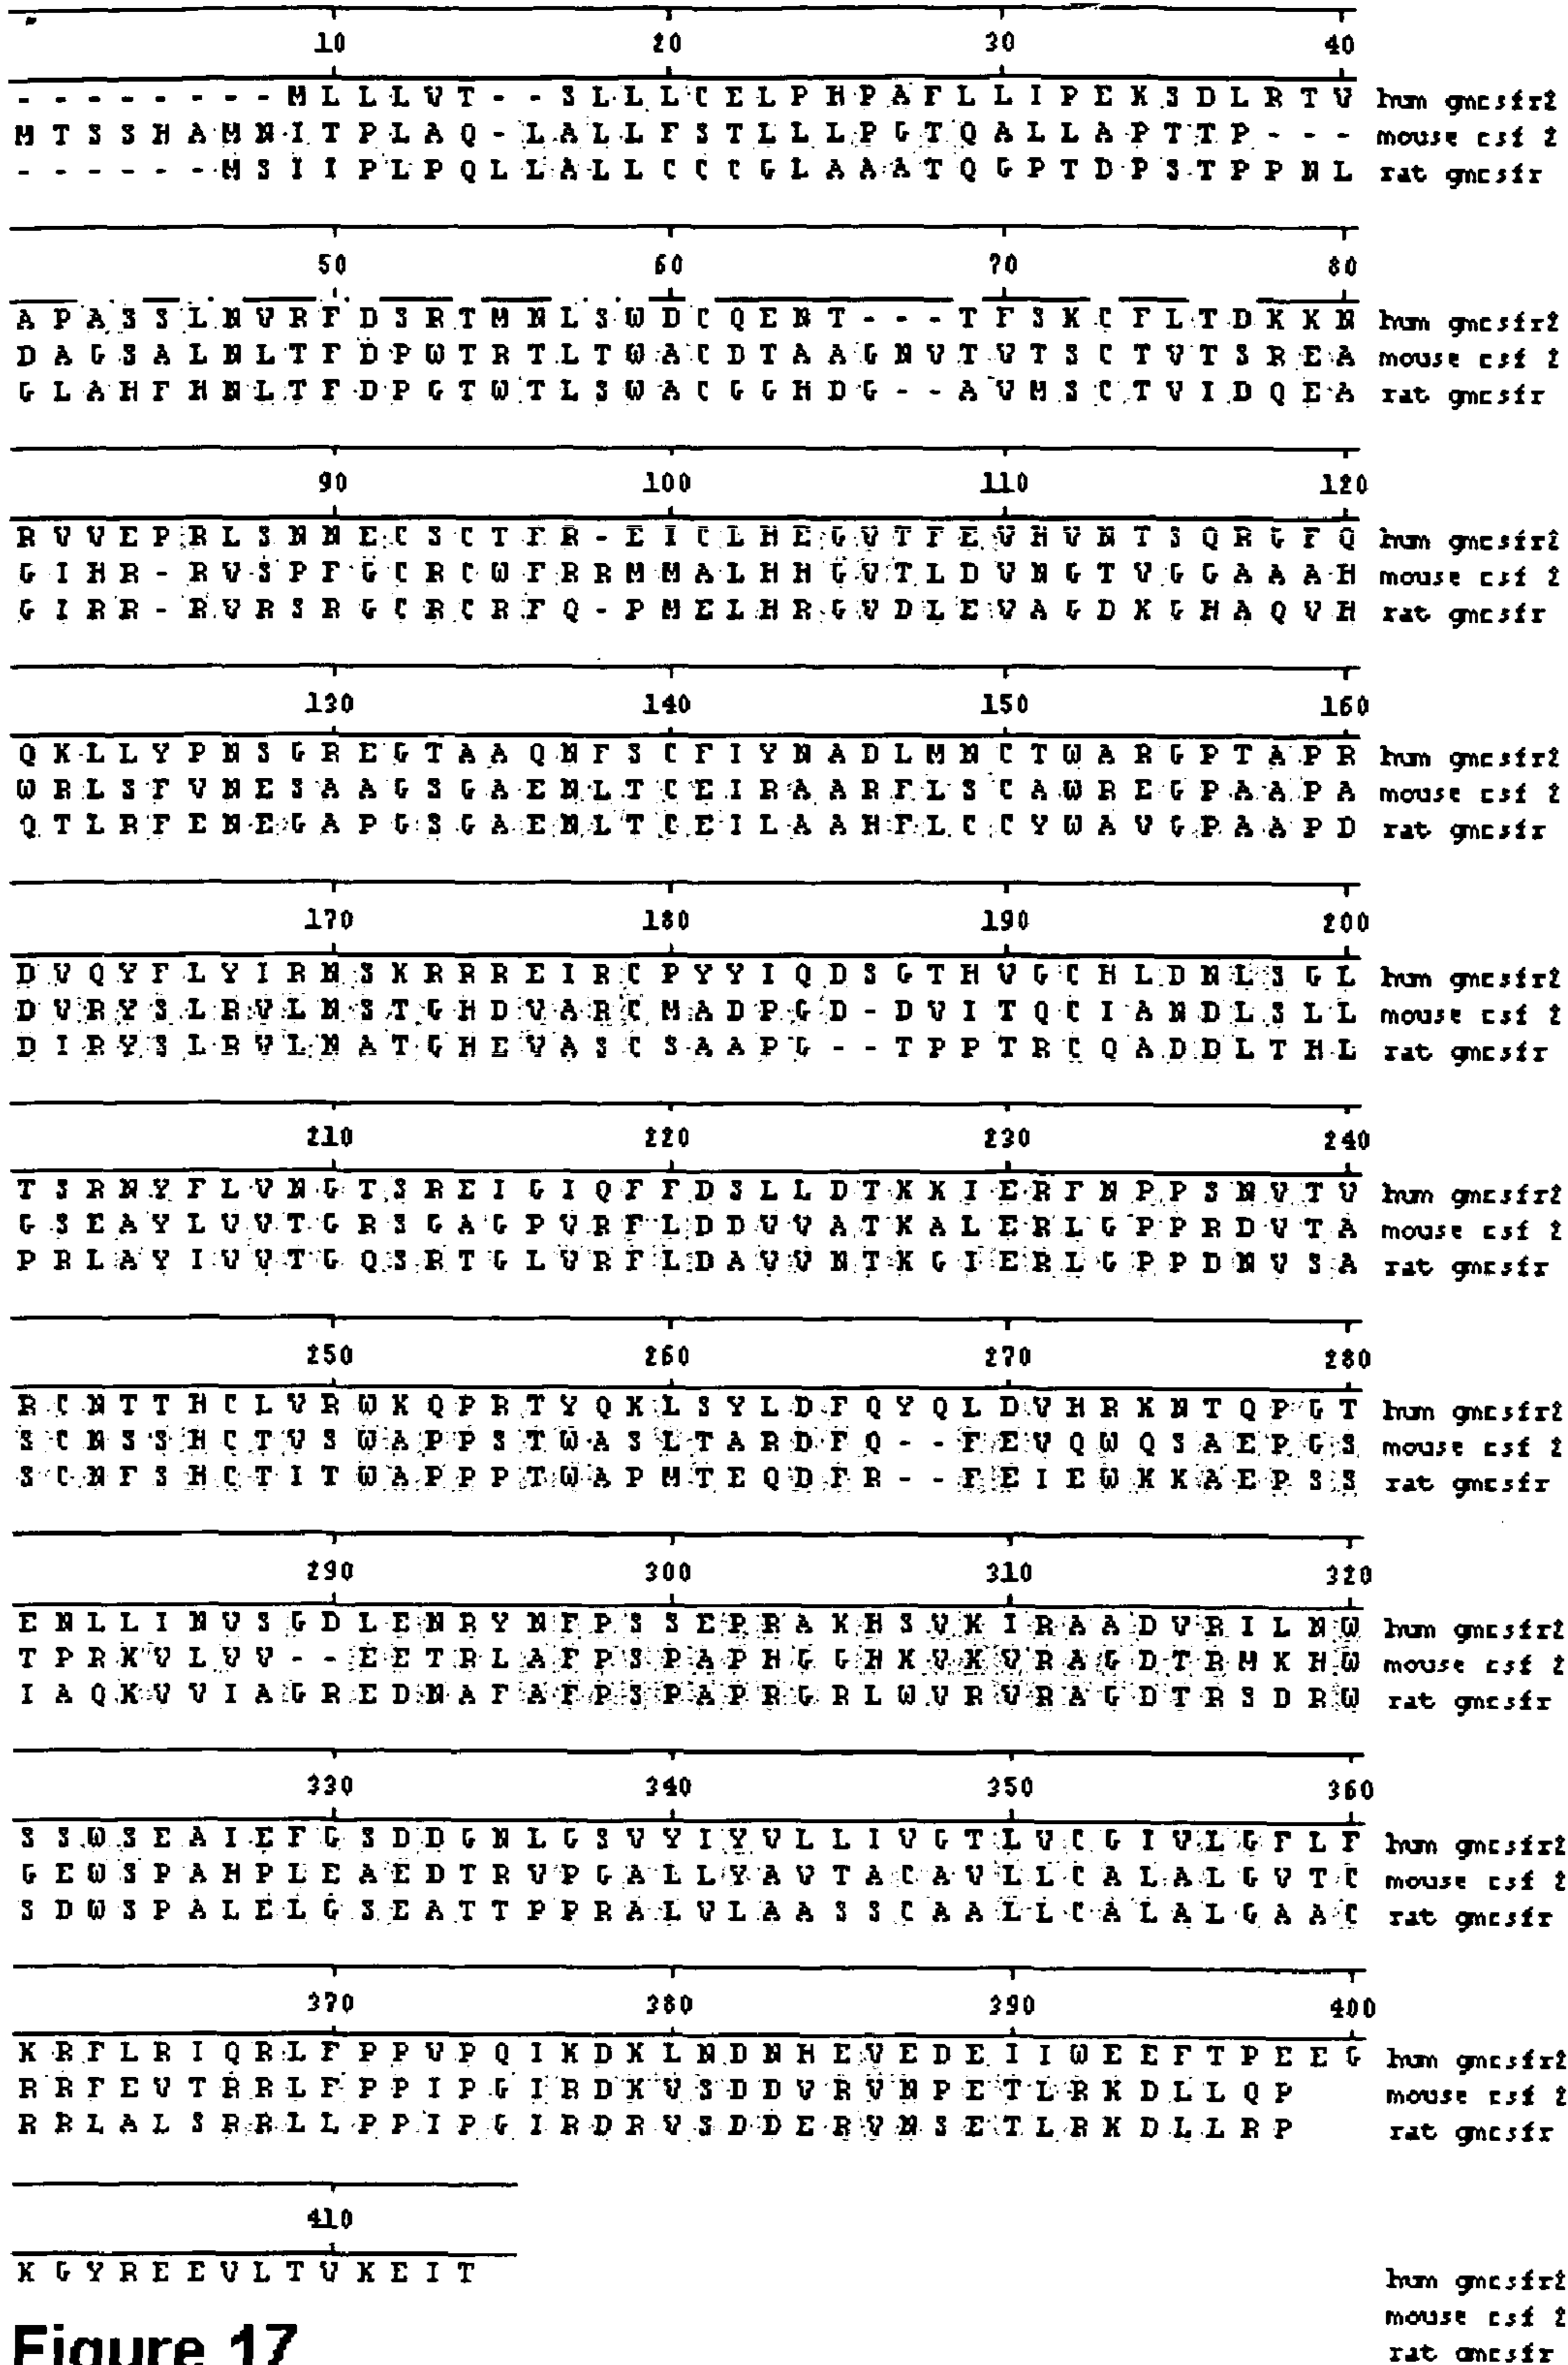 10 20 30 40
- - - - - - - - M L L L V T - - S L L L C E L P H P A F L L I P E K S D L R T V hum gmcsfr2
M T S S H A M N I T P L A Q - L A L L F S T L L L P G T Q A L L A P T T P - - - mouse csf 2
- - - - - - M S I I P L P Q L L A L L C C C G L A A A T Q G P T D P S T P P N L rat gmcsfr
50 60 70 80
A P A S S L N V R F D S R T M N L S W D C Q E N T - - - T F S K C F L T D K K N hum gmcsfr2
D A G S A L N L T F D P W T R T L T W A C D T A A G N V T V T S C T V T S R E A mouse csf 2
G L A H F H N L T F D P G T W T L S W A C G G H D G - - A V M S C T V I D Q E A rat gmcsfr
90 100 110 120
R V V E P R L S N N E C S C T F R - E I C L H E G V T F E V H V N T S Q R G F Q hum gmcsfr2
G I H R - R V S P F G C R C W F R R M M A L H H G V T L D V N G T V G G A A A H mouse csf 2
G I R R - R V R S R G C R C R F Q - P M E L H R G V D L E V A G D K G H A Q V H rat gmcsfr
130 140 150 160
Q K L L Y P N S G R E G T A A Q N F S C F I Y N A D L M N C T W A R G P T A P R hum gmcsfr2
W R L S F V N E S A A G S G A E N L T C E I R A A R F L S C A W R E G P A A P A mouse csf 2
Q T L R F E N E G A P G S G A E N L T C E I L A A H F L C C Y W A V G P A A P D rat gmcsfr
170 180 190 200
D V Q Y F L Y I R N S K R R R E I R C P Y Y I Q D S G T H V G C H L D N L S G L hum gmcsfr2
D V R Y S L R V L N S T G H D V A R C M A D P G D - D V I T Q C I A N D L S L L mouse csf 2
D I R Y S L R V L N A T G H E V A S C S A A P G - - T P P T R C Q A D D L T H L rat gmcsfr
210 220 230 240
T S R N Y F L V N G T S R E I G I Q F F D S L L D T K K I E R F N P P S N V T V hum gmcsfr2
G S E A Y L V V T G R S G A G P V R F L D D V V A T K A L E R L G P P R D V T A mouse csf 2
P R L A Y I V V T G Q S R T G L V R F L D A V V N T K G I E R L G P P D N V S A rat gmcsfr
250 260 270 280
R C N T T H C L V R W K Q P R T Y Q K L S Y L D F Q Y Q L D V H R K N T Q P G T hum gmcsfr2
S C N S S H C T V S W A P P S T W A S L T A R D F Q - - F E V Q W Q S A E P G S mouse csf 2
S C N F S H C T I T W A P P P T W A P M T E Q D F R - - F E I E W K K A E P S S rat gmcsfr
290 300 310 320
E N L L I N V S G D L E N R Y N F P S S E P R A K H S V K I R A A D V R I L N W hum gmcsfr2
T P R K V L V V - - E E T R L A F P S P A P H G G H K V K V R A G D T R M K H W mouse csf 2
I A Q K V V I A G R E D N A F A F P S P A P R G R L W V R V R A G D T R S D R W rat gmcsfr
330 340 350 360
S S W S E A I E F G S D D G N L G S V Y I Y V L L I V G T L V C G I V L G F L F hum gmcsfr2
G E W S P A H P L E A E D T R V P G A L L Y A V T A C A V L L C A L A L G V T C mouse csf 2
S D W S P A L E L G S E A T T P P R A L V L A A S S C A A L L C A L A L G A A C rat gmcsfr
370 380 390 400
K R F L R I Q R L F P P V P Q I K D K L N D N H E V E D E I I W E E F T P E E G hum gmcsfr2
R R F E V T R R L F P P I P G I R D K V S D D V R V N P E T L R K D L L Q P mouse csf 2
R R L A L S R R L L P P I P G I R D R V S D D E R V N S E T L R K D L L R P rat gmcsfr
410
K G Y R E E V L T V K E I T hum gmcsfr2
mouse csf 2
rat gmcsfr
Figure 17